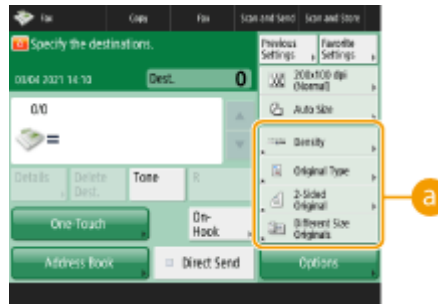 Fax
Copy
Fax
Scan and Send
Scan and Store
Specify the destinations.
Previous
Settings
Favorite
Settings
03/04 2021 14:10
Dest.
0
200x100 dpi
(Normal)
0/0
Auto Size
=
Density
Details
Delete
Dest.
Tone
R
Original Type
2-Sided
Original
One-Touch
On-
Hook
Different Size
Originals
Address Book
Direct Send
Options
a